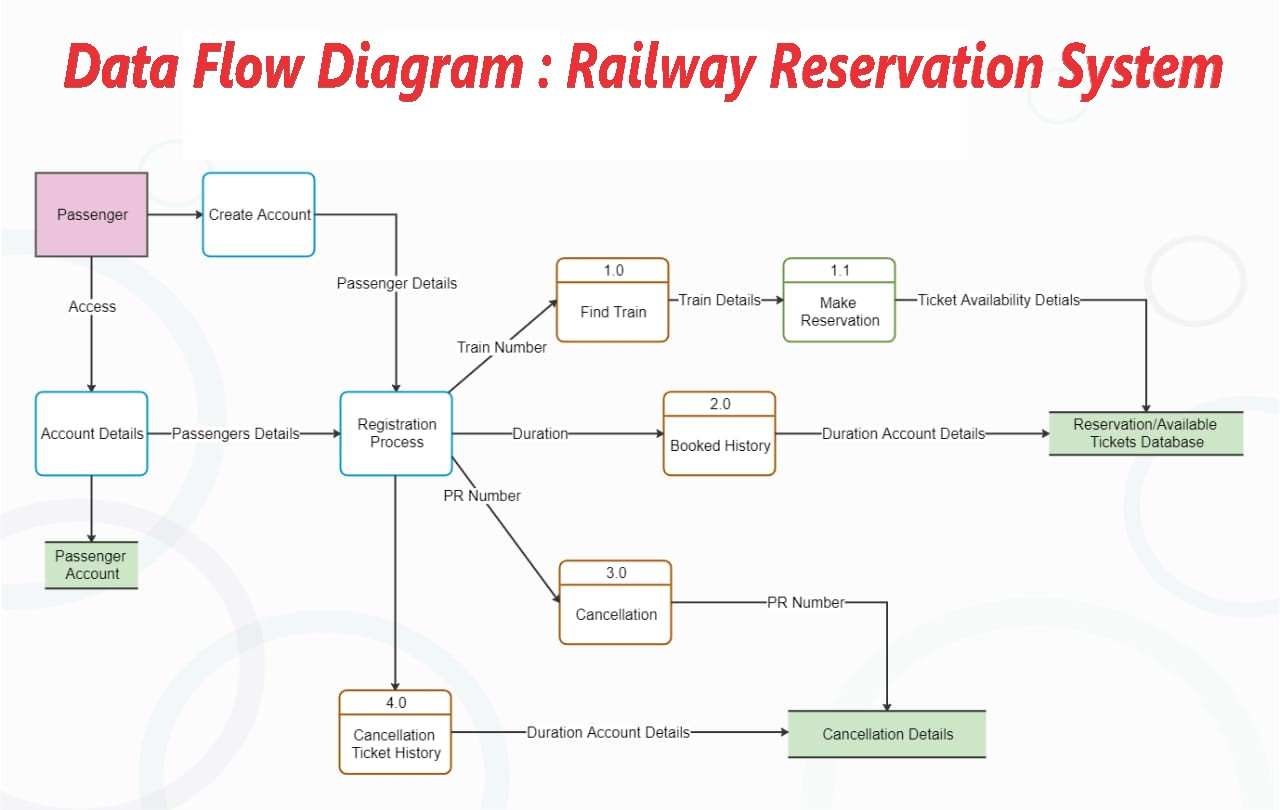 Data Flow Diagram : Railway Reservation System
Passenger
Create Account
Passenger Details
Access
1.0
Find Train
Train Details
1.1
Make
Reservation
Ticket Availability Detials
Train Number
Account Details
Passengers Details
Registration
Process
Duration
2.0
Booked History
Duration Account Details
Reservation/Available
Tickets Database
PR Number
Passenger
Account
3.0
Cancellation
PR Number
4.0
Cancellation
Ticket History
Duration Account Details
Cancellation Details